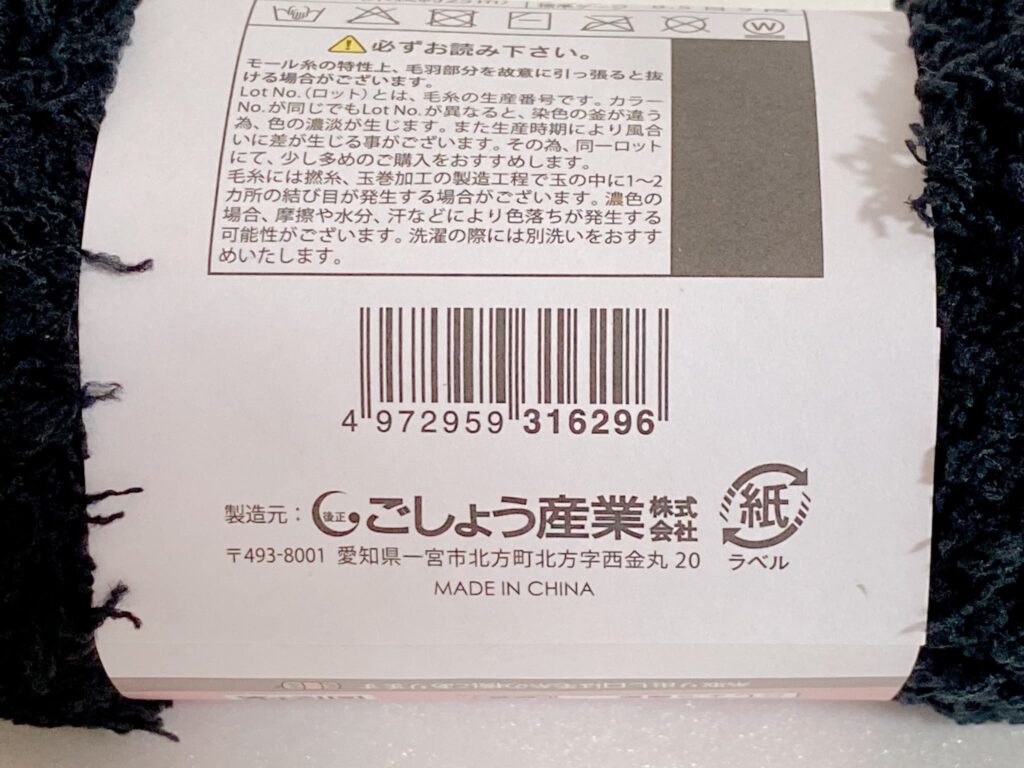 必ずお読み下さい。
モール糸の特性上、毛羽部分を故意に引っ張ると抜
ける場合がございます。
Lot No.（ロット）とは、毛糸の生産番号です。カラー
No.が同じでもLot No.が異なると、染色の釜が違う
為、色の濃淡が生じます。また生産時期により風合
いに差が生じる事がございます。その為、同一ロット
にて、少し多めのご購入をおすすめします。
毛糸には撚糸、玉巻加工の製造工程で玉の中に1〜2
カ所の結び目が発生する場合がございます。濃色の
場合、摩擦や水分、汗などにより色落ちが発生する
可能性がございます。洗濯の際には別洗いをおすす
めいたします。
4 972959 316296
製造元： 後正 ごしょう産業 株式会社
〒493-8001 愛知県一宮市北方町北方字西金丸 20
MADE IN CHINA
紙
ラベル
W